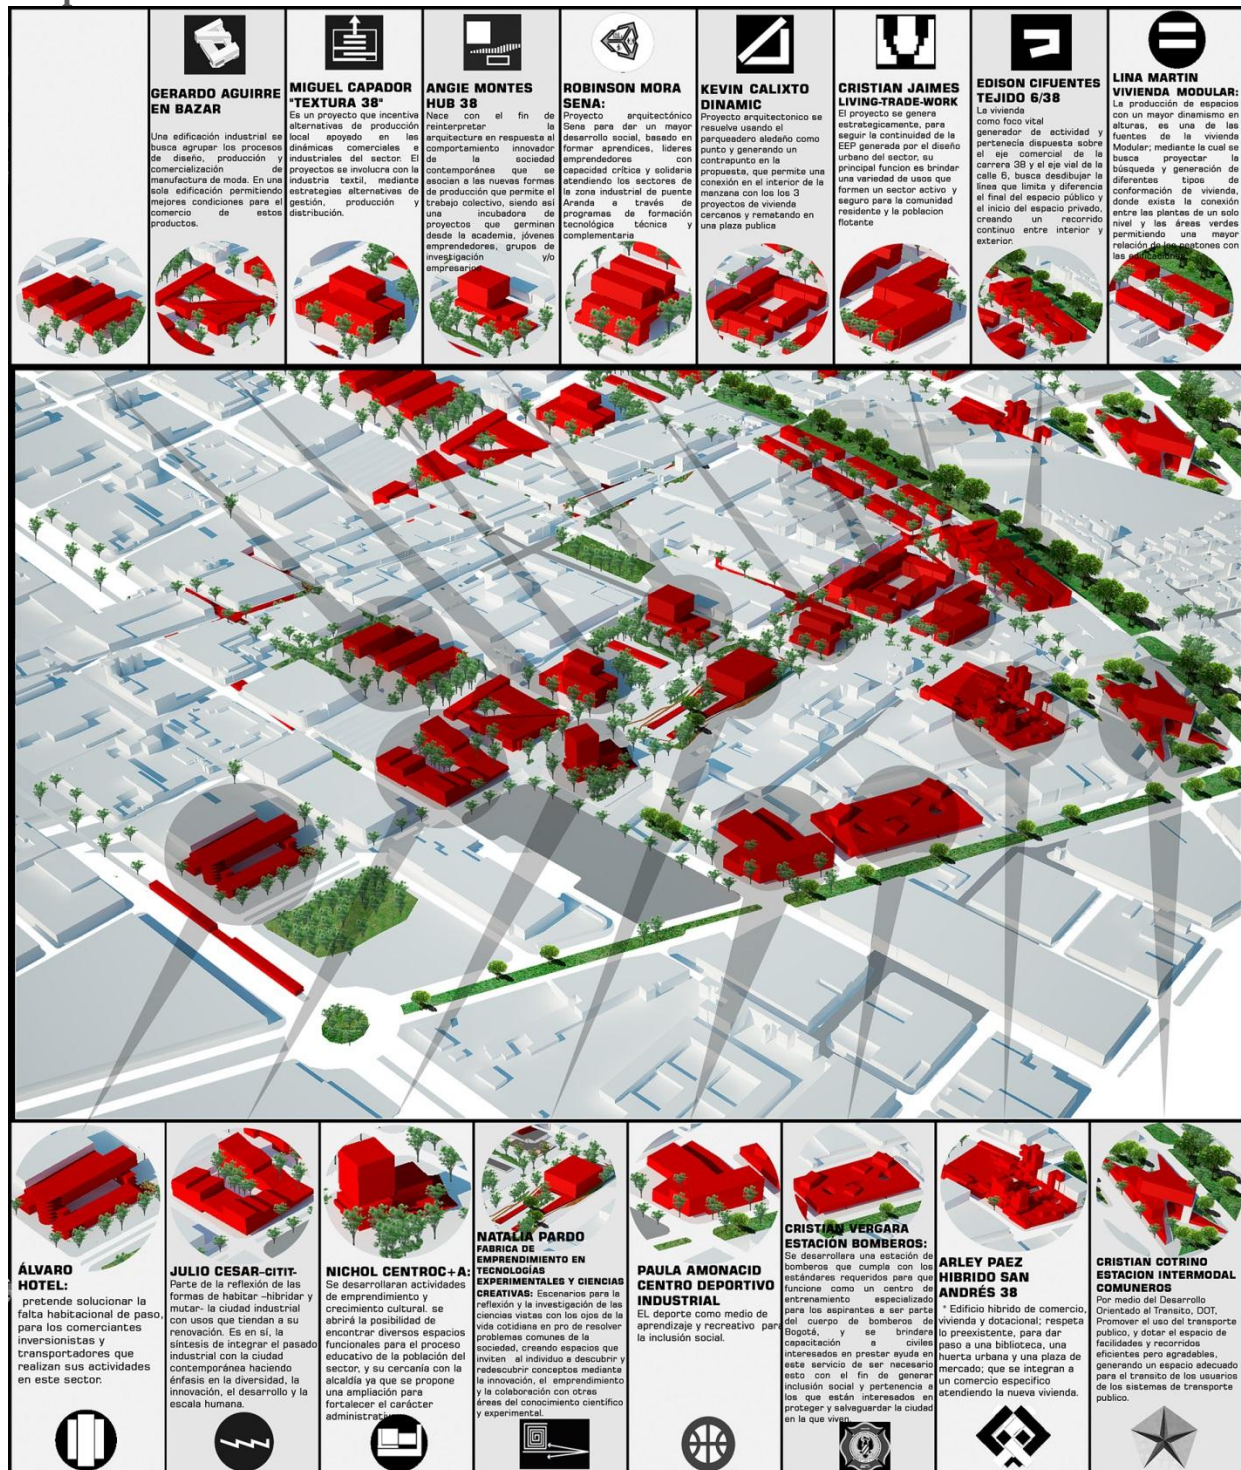 GERARDO AGUIRRE
EN BAZAR
Una edificación industrial se
busca agrupar los procesos
de diseño, producción y
comercialización de
manufactura de moda. En una
sola edificación permitiendo
mejores condiciones para el
comercio de estos
productos.
MIGUEL CAPADOR
"TEXTURA 38"
Es un proyecto que incentiva
alternativas de producción
local apoyado en las
dinámicas comerciales e
industriales del sector. El
proyectos se involucra con la
industria textil, mediante
estrategias alternativas de
gestión, producción y
distribución.
ANGIE MONTES
HUB 38
Nace con el fin de
reinterpretar la
arquitectura en respuesta al
comportamiento innovador
de la sociedad
contemporánea que se
asocian a las nuevas formas
de producción que permite el
trabajo colectivo, siendo así
una incubadora de
proyectos que germinan
desde la academia, jóvenes
emprendedores, grupos de
investigación y/o
empresarios
ROBINSON MORA
SENA:
Proyecto arquitectónico
Sena para dar un mayor
desarrollo social, basado en
formar aprendices, lideres
emprendedores con
capacidad crítica y solidaria
atendiendo los sectores de
la zona industrial de puente
Aranda a través de
programas de formación
tecnológica técnica y
complementaria
KEVIN CALIXTO
DINAMIC
Proyecto arquitectonico se
resuelve usando el
parqueadero aledaño como
punto y generando un
contrapunto en la
propuesta, que permite una
conexión en el interior de la
manzana con los los 3
proyectos de vivienda
cercanos y rematando en
una plaza publica
CRISTIAN JAIMES
LIVING-TRADE-WORK
El proyecto se genera
estrategicamente, para
seguir la continuidad de la
EEP generada por el diseño
urbano del sector, su
principal funcion es brindar
una variedad de usos que
formen un sector activo y
seguro para la comunidad
residente y la poblacion
flotante
EDISON CIFUENTES
TEJIDO 6/38
La vivienda
como foco vital
generador de actividad y
pertenecía dispuesta sobre
el eje comercial de la
carrera 38 y el eje vial de la
calle 6, busca desdibujar la
línea que limita y diferencia
el final del espacio público y
el inicio del espacio privado,
creando un recorrido
continuo entre interior y
exterior.
LINA MARTIN
VIVIENDA MODULAR:
La producción de espacios
con un mayor dinamismo en
alturas, es una de las
fuentes de la vivienda
Modular; mediante la cual se
busca proyectar la
búsqueda y generación de
diferentes tipos de
conformación de vivienda,
donde exista la conexión
entre las plantas de un solo
nivel y las áreas verdes
permitiendo una mayor
relación de los peatones con
las edificaciones.
ÁLVARO
HOTEL:
pretende solucionar la
falta habitacional de paso,
para los comerciantes
inversionistas y
transportadores que
realizan sus actividades
en este sector.
JULIO CESAR-CITIT-
Parte de la reflexión de las
formas de habitar -hibridar y
mutar- la ciudad industrial
con usos que tiendan a su
renovación. Es en sí, la
síntesis de integrar el pasado
industrial con la ciudad
contemporánea haciendo
énfasis en la diversidad, la
innovación, el desarrollo y la
escala humana.
NICHOL CENTROC+A:
Se desarrollaran actividades
de emprendimiento y
crecimiento cultural. se
abrirá la posibilidad de
encontrar diversos espacios
funcionales para el proceso
educativo de la población del
sector, y su cercanía con la
alcaldía ya que se propone
una ampliación para
fortalecer el carácter
administrativo
NATALIA PARDO
FABRICA DE
EMPRENDIMIENTO EN
TECNOLOGÍAS
EXPERIMENTALES Y CIENCIAS
CREATIVAS: Escenarios para la
reflexión y la investigación de las
ciencias vistas con los ojos de la
vida cotidiana en pro de resolver
problemas comunes de la
sociedad, creando espacios que
inviten al individuo a descubrir y
redescubrir conceptos mediante
la innovación, el emprendimiento
y la colaboración con otras
áreas del conocimiento científico
y experimental.
PAULA AMONACID
CENTRO DEPORTIVO
INDUSTRIAL
EL deporte como medio de
aprendizaje y recreativo para
la inclusión social.
CRISTIAN VERGARA
ESTACION BOMBEROS:
Se desarrollara una estación de
bomberos que cumpla con los
estándares requeridos para que
funcione como un centro de
entrenamiento especializado
para los aspirantes a ser parte
del cuerpo de bomberos de
Bogotá, y se brindara
capacitación a civiles
interesados en prestar ayuda en
este servicio de ser necesario
esto con el fin de generar
inclusión social y pertenencia a
los que están interesados en
proteger y salvaguardar la ciudad
en la que viven.
ARLEY PAEZ
HIBRIDO SAN
ANDRÉS 38
* Edificio hibrido de comercio,
vivienda y dotacional; respeta
lo preexistente, para dar
paso a una biblioteca, una
huerta urbana y una plaza de
mercado; que se integran a
un comercio especifico
atendiendo la nueva vivienda.
CRISTIAN COTRINO
ESTACION INTERMODAL
COMUNEROS
Por medio del Desarrollo
Orientado al Transito, DOT,
Promover el uso del transporte
publico, y dotar el espacio de
facilidades y recorridos
eficientes pero agradables,
generando un espacio adecuado
para el transito de los usuarios
de los sistemas de transporte
publico.